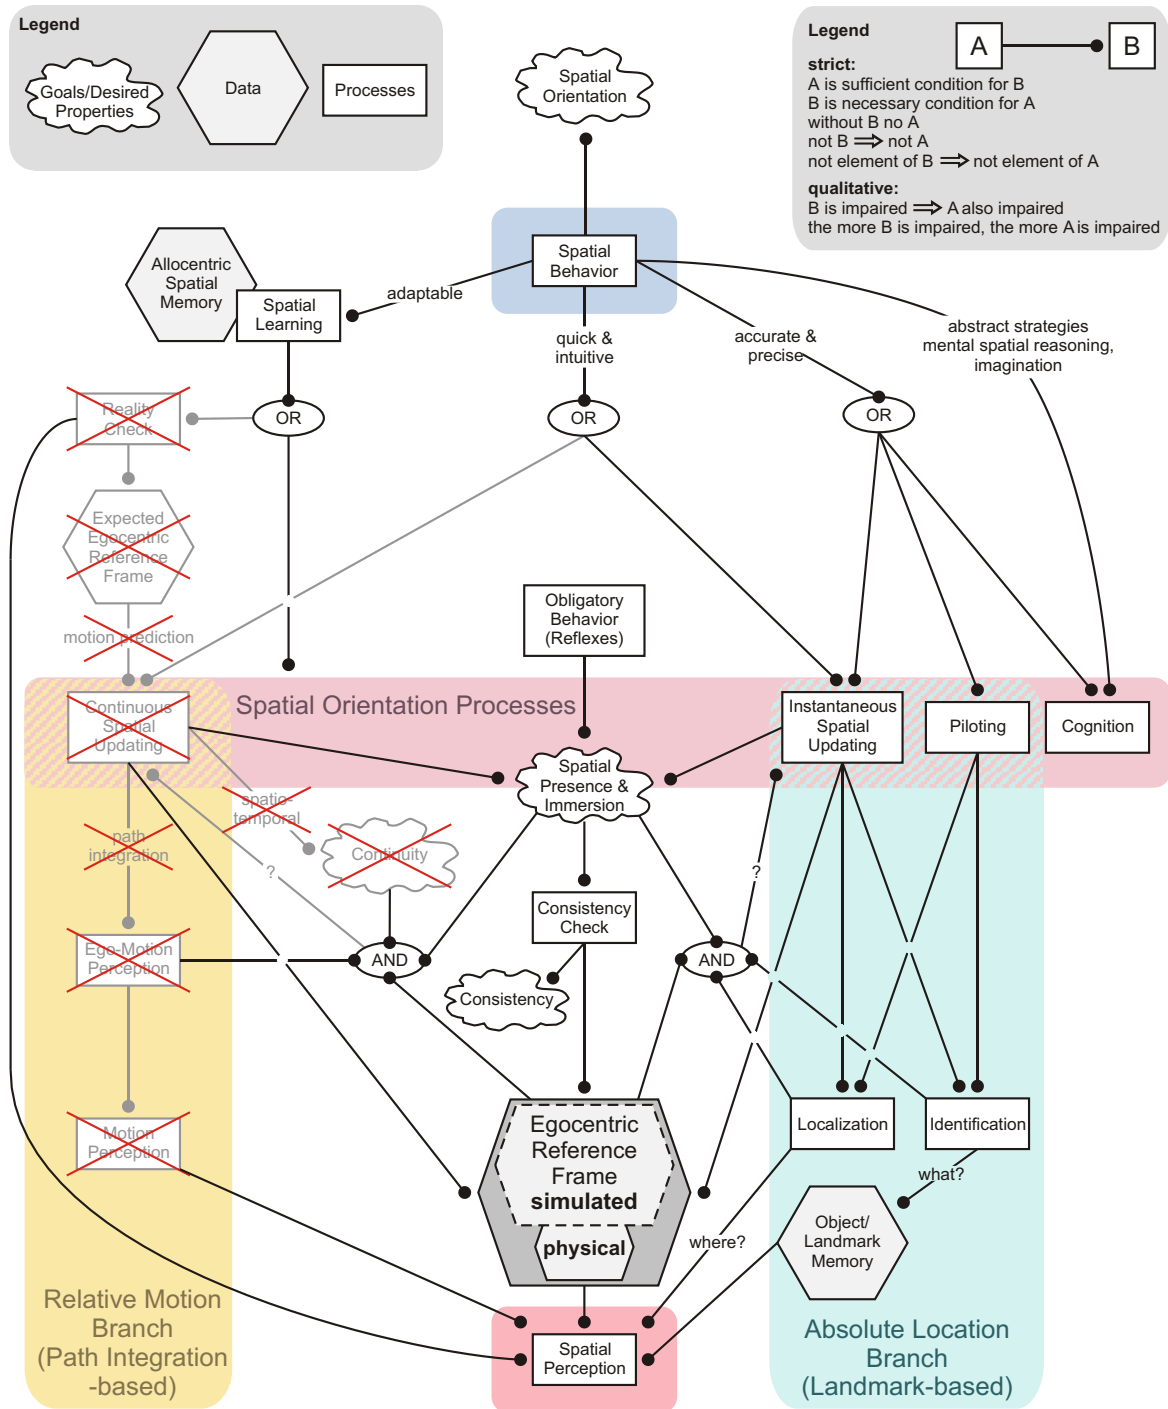 Legend
Goals/Desired
Properties
Data
Processes
Spatial
Orientation
Legend
A
B
strict:
A is sufficient condition for B
B is necessary condition for A
without B no A
not B ⟹ not A
not element of B ⟹ not element of A
qualitative:
B is impaired ⟹ A also impaired
the more B is impaired, the more A is impaired
Allocentric
Spatial
Memory
Spatial
Learning
adaptable
Spatial
Behavior
quick &
intuitive
accurate &
precise
abstract strategies
mental spatial reasoning,
imagination
Reality
Check
OR
OR
OR
Expected
Egocentric
Reference
Frame
motion prediction
Obligatory
Behavior
(Reflexes)
Spatial Orientation Processes
Continuous
Spatial
Updating
Instantaneous
Spatial
Updating
Piloting
Cognition
Spatial
Presence &
Immersion
spatio-
temporal
path
integration
Continuity
?
?
Consistency
Check
Ego-Motion
Perception
AND
AND
Consistency
Motion
Perception
Egocentric
Reference
Frame
simulated
physical
Localization
Identification
what?
where?
Object/
Landmark
Memory
Relative Motion
Branch
(Path Integration
-based)
Spatial
Perception
Absolute Location
Branch
(Landmark-based)